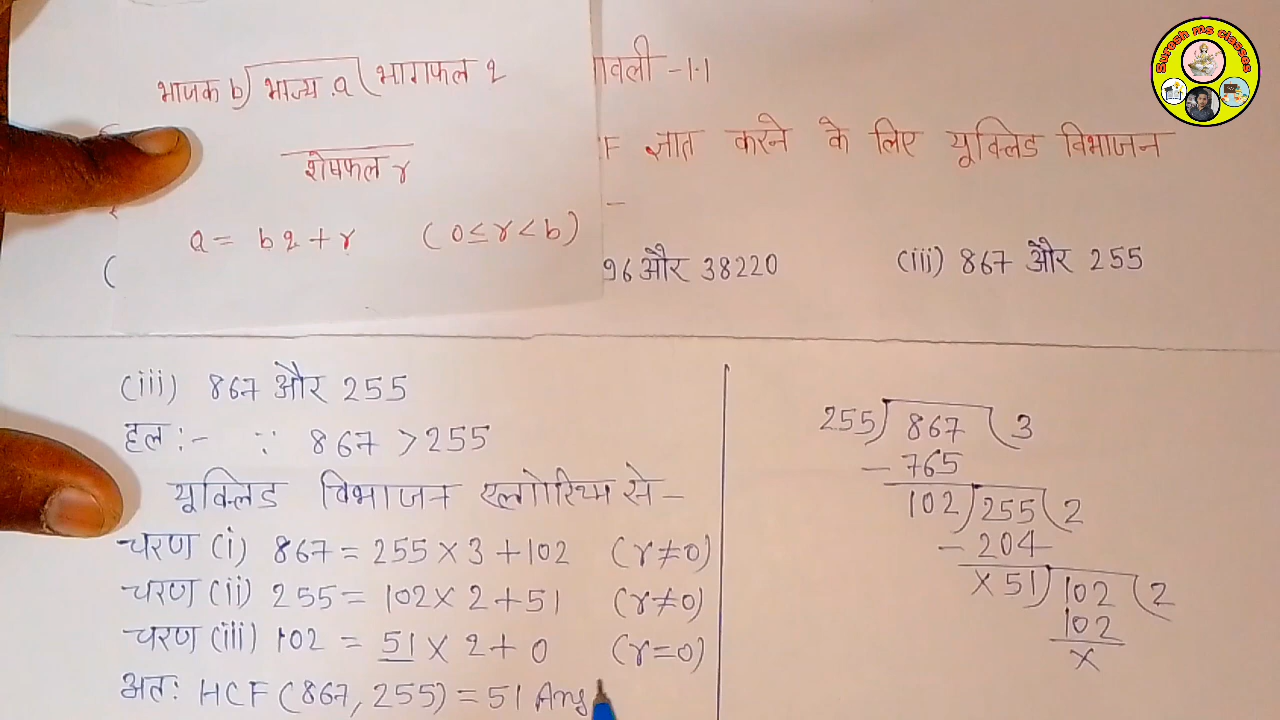 Suresh ms classes
भाजक b) भाज्य a ( भागफल q
शेषफल r
a = bq + r (0 ≤ r < b)
ावली - 1.1
F ज्ञात करने के लिए यूक्लिड विभाजन
96 और 38220 (iii) 867 और 255
(iii) 867 और 255
हल :- ∵ 867 > 255
यूक्लिड विभाजन एल्गोरिथ्म से -
चरण (i) 867 = 255 × 3 + 102 (r ≠ 0)
चरण (ii) 255 = 102 × 2 + 51 (r ≠ 0)
चरण (iii) 102 = 51 × 2 + 0 (r = 0)
अतः HCF (867, 255) = 51 Ans
255) 867 ( 3
- 765
102) 255 ( 2
- 204
× 51) 102 ( 2
102
×